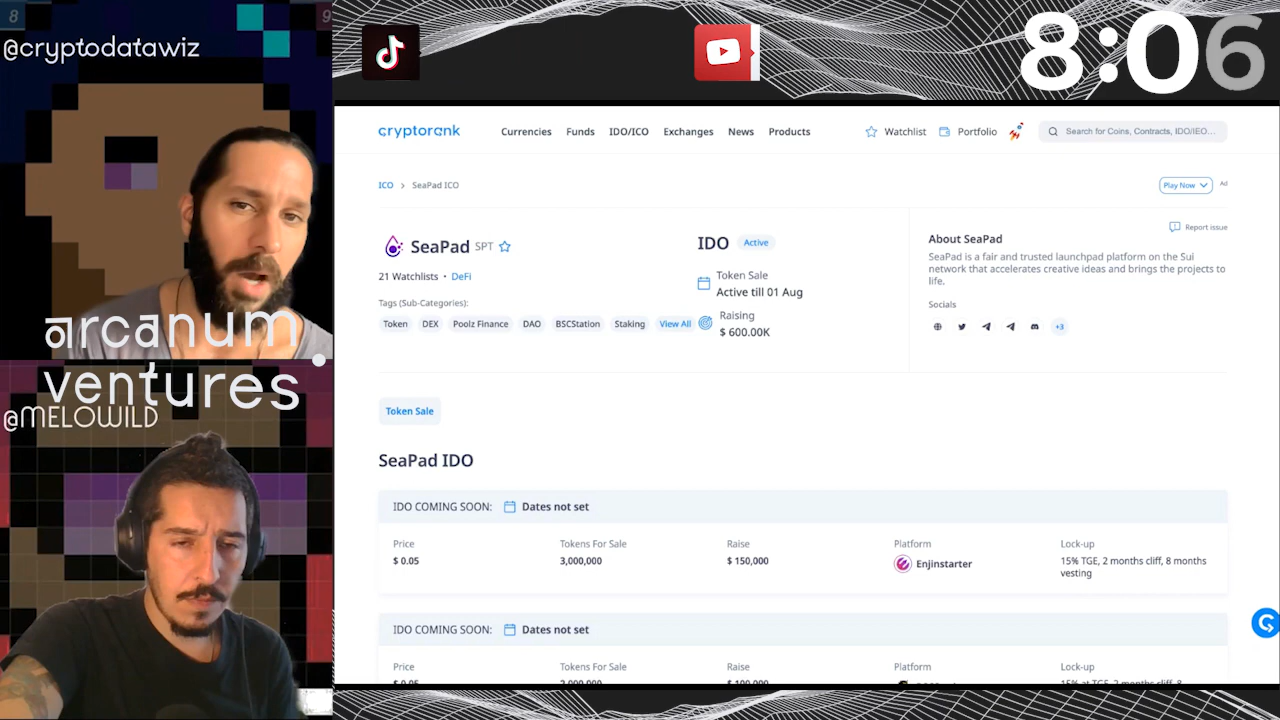 8 9
@cryptodatawiz
8:06
cryptorank Currencies Funds IDO/ICO Exchanges News Products Watchlist Portfolio Search for Coins, Contracts, IDO/IEO...
ICO > SeaPad ICO Play Now Ad
Report issue
SeaPad SPT IDO Active About SeaPad
SeaPad is a fair and trusted launchpad platform on the Sui
network that accelerates creative ideas and brings the projects to
life.
21 Watchlists • DeFi Token Sale
Active till 01 Aug
Tags (Sub-Categories): Socials
Token DEX Poolz Finance DAO BSCStation Staking View All Raising
$ 600.00K
+3
arcanum
ventures.
@MELOWILD
Token Sale
SeaPad IDO
IDO COMING SOON: Dates not set
Price Tokens For Sale Raise Platform Lock-up
$ 0.05 3,000,000 $ 150,000 Enjinstarter 15% TGE, 2 months cliff, 8 months
vesting
IDO COMING SOON: Dates not set
Price Tokens For Sale Raise Platform Lock-up